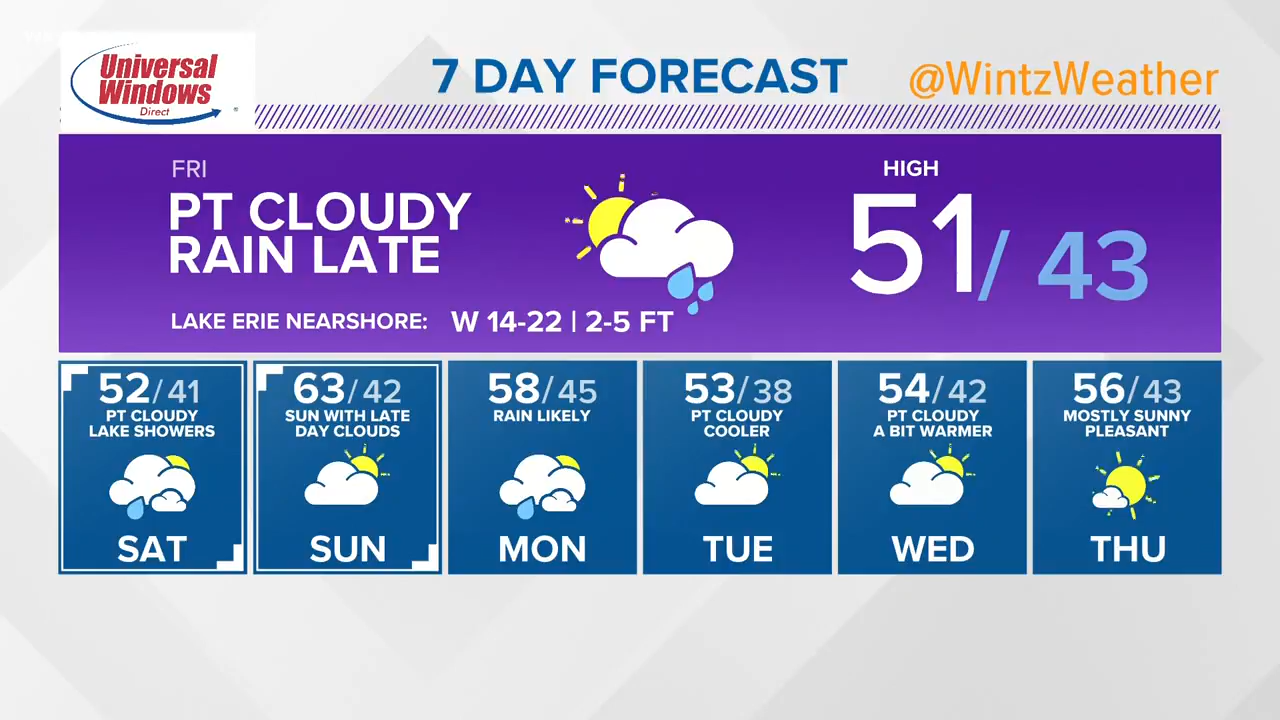 Universal
Windows
Direct
7 DAY FORECAST
@WintzWeather
FRI
PT CLOUDY
RAIN LATE
HIGH
51/ 43
LAKE ERIE NEARSHORE: W 14-22 | 2-5 FT
52/41
PT CLOUDY
LAKE SHOWERS
SAT
63/42
SUN WITH LATE
DAY CLOUDS
SUN
58/45
RAIN LIKELY
MON
53/38
PT CLOUDY
COOLER
TUE
54/42
PT CLOUDY
A BIT WARMER
WED
56/43
MOSTLY SUNNY
PLEASANT
THU